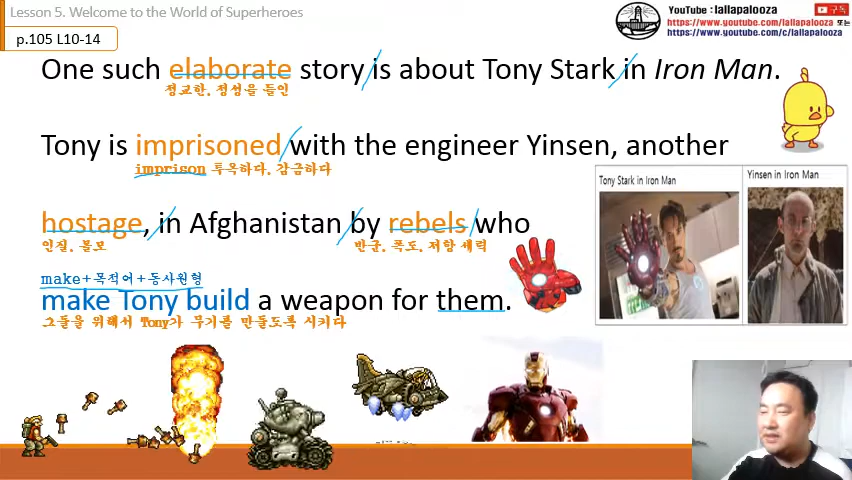 Lesson 5. Welcome to the World of Superheroes
YouTube : lallapalooza
구독
https://www.youtube.com/lallapalooza 또는
https://www.youtube.com/c/lallapalooza
p.105 L10-14
One such elaborate story is about Tony Stark in Iron Man.
정교한, 정성을 들인
Tony is imprisoned with the engineer Yinsen, another
imprison 투옥하다, 감금하다
Tony Stark in Iron Man
Yinsen in Iron Man
hostage, in Afghanistan by rebels who
인질, 볼모
반군, 폭도, 저항 세력
make+목적어+동사원형
make Tony build a weapon for them.
그들을 위해서 Tony가 무기를 만들도록 시키다